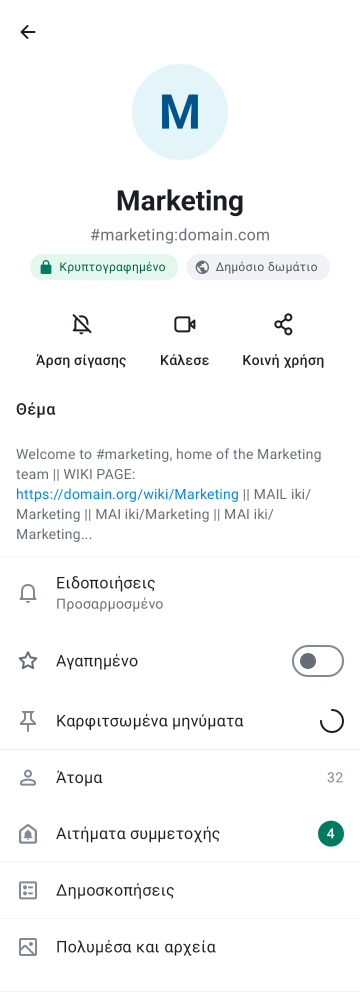 M
Marketing
#marketing:domain.com
Κρυπτογραφημένο Δημόσιο δωμάτιο
Άρση σίγασης Κάλεσε Κοινή χρήση
Θέμα
Welcome to #marketing, home of the Marketing
team || WIKI PAGE:
https://domain.org/wiki/Marketing || MAIL iki/
Marketing || MAI iki/Marketing || MAI iki/
Marketing...
Ειδοποιήσεις
Προσαρμοσμένο
Αγαπημένο
Καρφιτσωμένα μηνύματα
Άτομα 32
Αιτήματα συμμετοχής 4
Δημοσκοπήσεις
Πολυμέσα και αρχεία